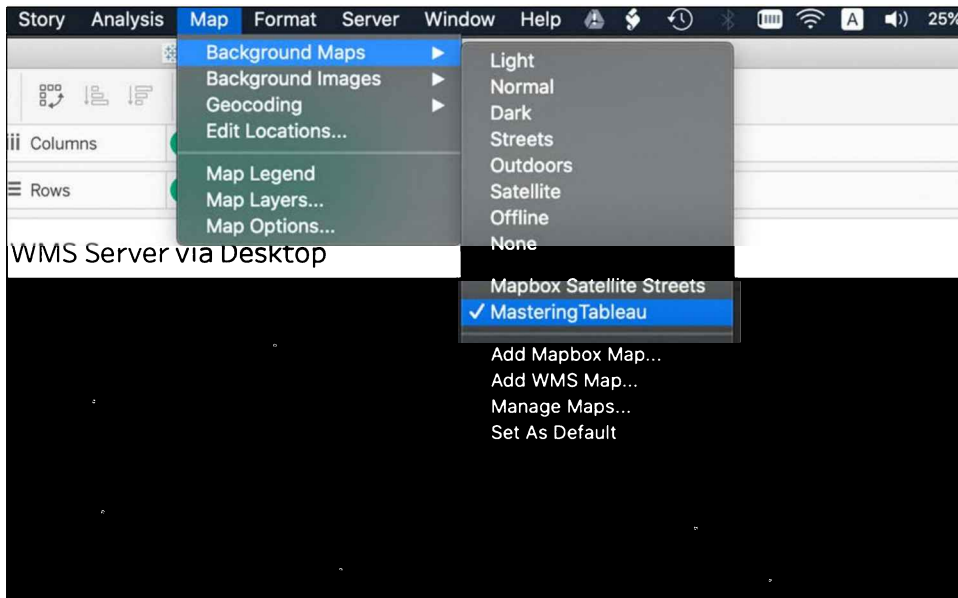 Story Analysis Map Format Server Window Help A 25%
Background Maps
Background Images
Geocoding
Edit Locations...
Map Legend
Map Layers...
Map Options...
Light
Normal
Dark
Streets
Outdoors
Satellite
Offline
None
Mapbox Satellite Streets
✓ MasteringTableau
Add Mapbox Map...
Add WMS Map...
Manage Maps...
Set As Default
Columns
Rows
WMS Server via Desktop